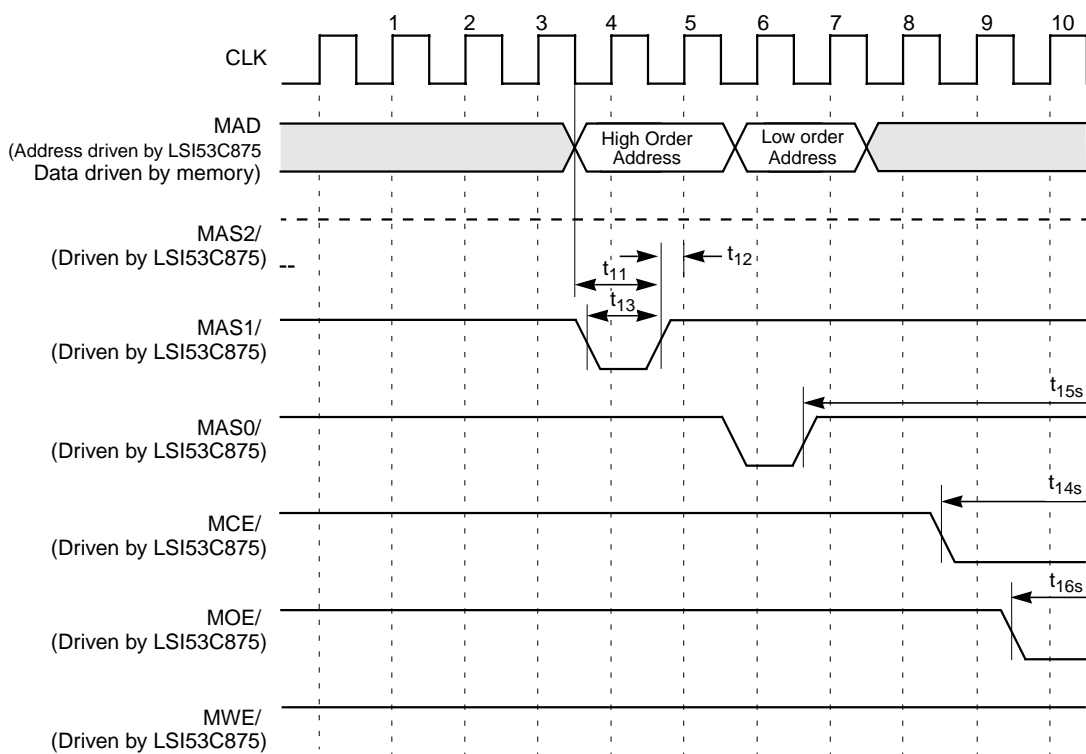 1 2 3 4 5 6 7 8 9 10
CLK
MAD
(Address driven by LSI53C875
Data driven by memory)
High Order
Address
Low order
Address
MAS2/
(Driven by LSI53C875)
t12
t11
t13
MAS1/
(Driven by LSI53C875)
t15s
MAS0/
(Driven by LSI53C875)
t14s
MCE/
(Driven by LSI53C875)
t16s
MOE/
(Driven by LSI53C875)
MWE/
(Driven by LSI53C875)